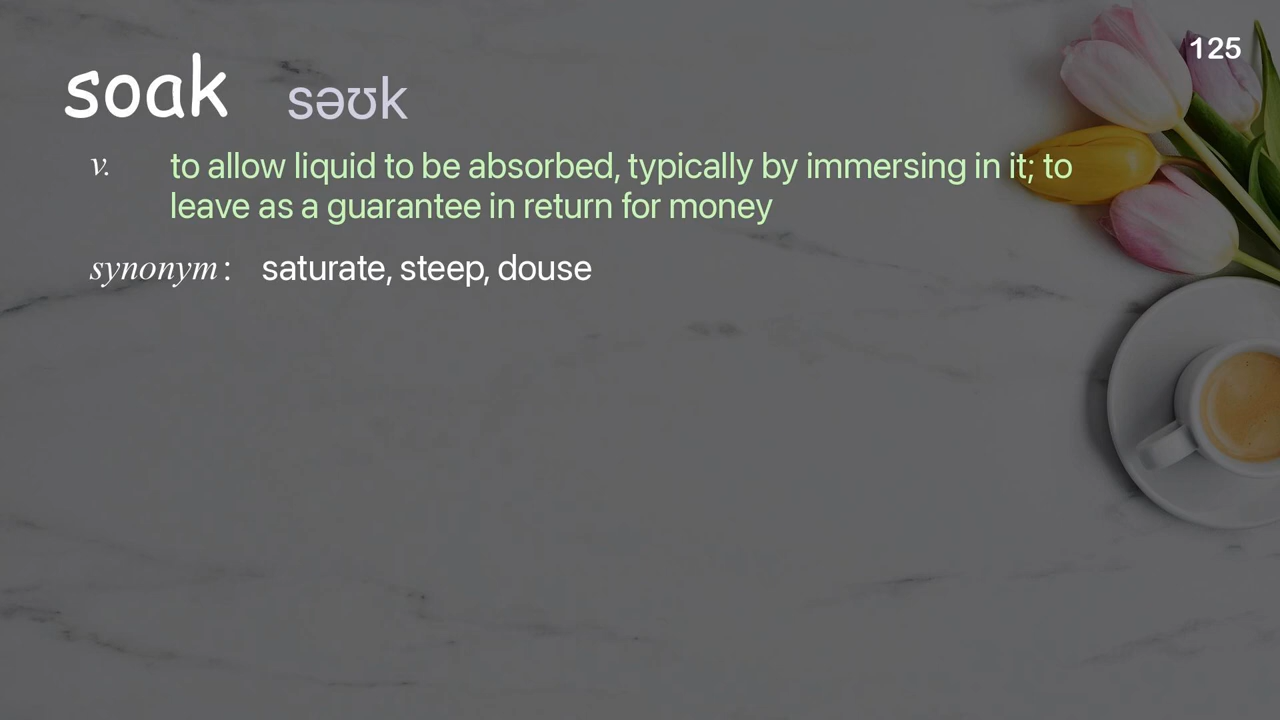 125
soak səʊk
v. to allow liquid to be absorbed, typically by immersing in it; to
leave as a guarantee in return for money
synonym: saturate, steep, douse